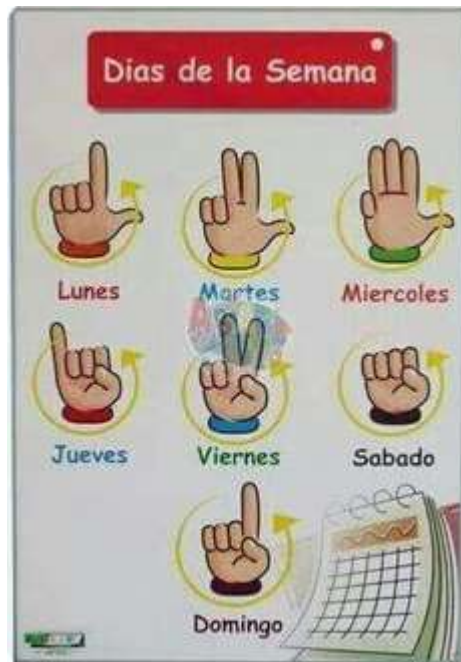 Dias de la Semana
Lunes
Martes
Miercoles
Jueves
Viernes
Sabado
Domingo